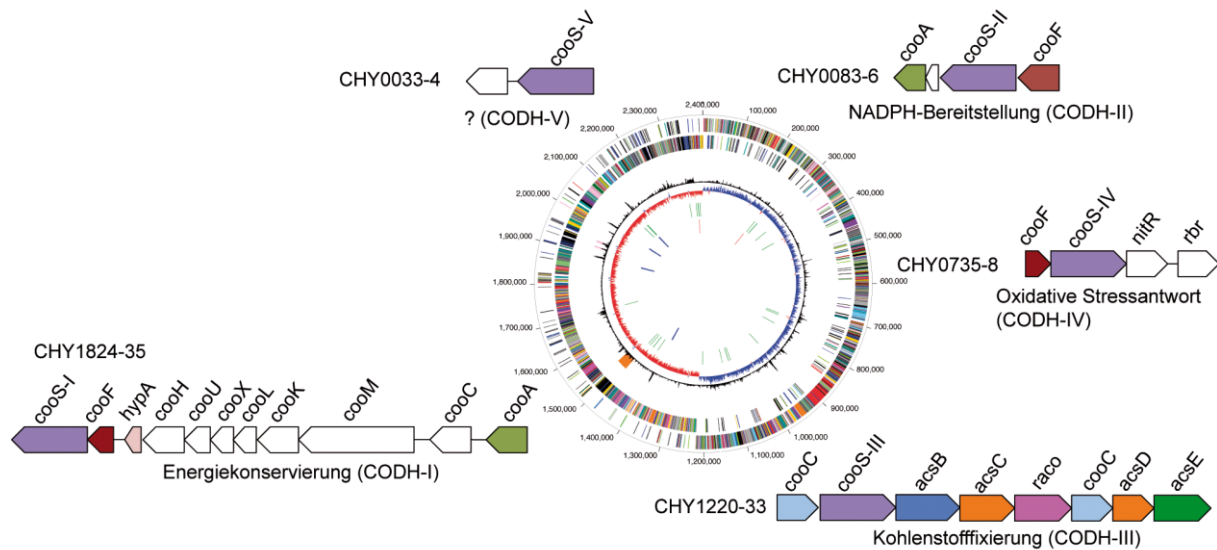 cooS-V
CHY0033-4
? (CODH-V)
cooA
cooS-II
cooF
CHY0083-6
NADPH-Bereitstellung (CODH-II)
cooF
cooS-IV
nitR
rbr
CHY0735-8
Oxidative Stressantwort
(CODH-IV)
CHY1824-35
cooS-I
cooF
hypA
cooH
cooU
cooX
cooL
cooK
cooM
cooC
cooA
Energiekonservierung (CODH-I)
cooC
cooS-III
acsB
acsC
raco
cooC
acsD
acsE
CHY1220-33
Kohlenstofffixierung (CODH-III)
2,400,000
100,000
200,000
300,000
400,000
500,000
600,000
700,000
800,000
900,000
1,000,000
1,100,000
1,200,000
1,300,000
1,400,000
1,500,000
1,600,000
1,700,000
1,800,000
1,900,000
2,000,000
2,100,000
2,200,000
2,300,000